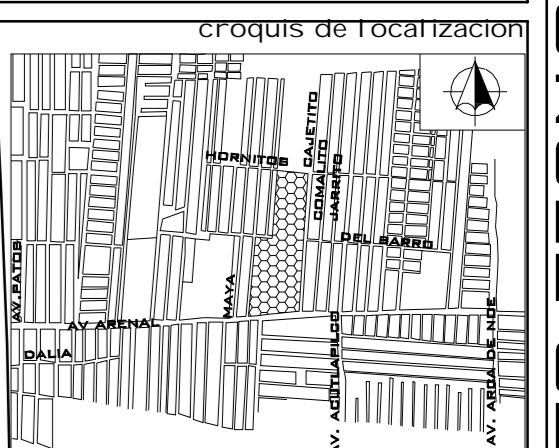 croquis de localizacion
HORNITOS
CAJETITO
COMALITO
JARRITO
DEL BARRO
AV.PATOS
MAYA
AV ARENAL
DALIA
AV. ACUTLAPILCO
AV. ARCA DE NOE